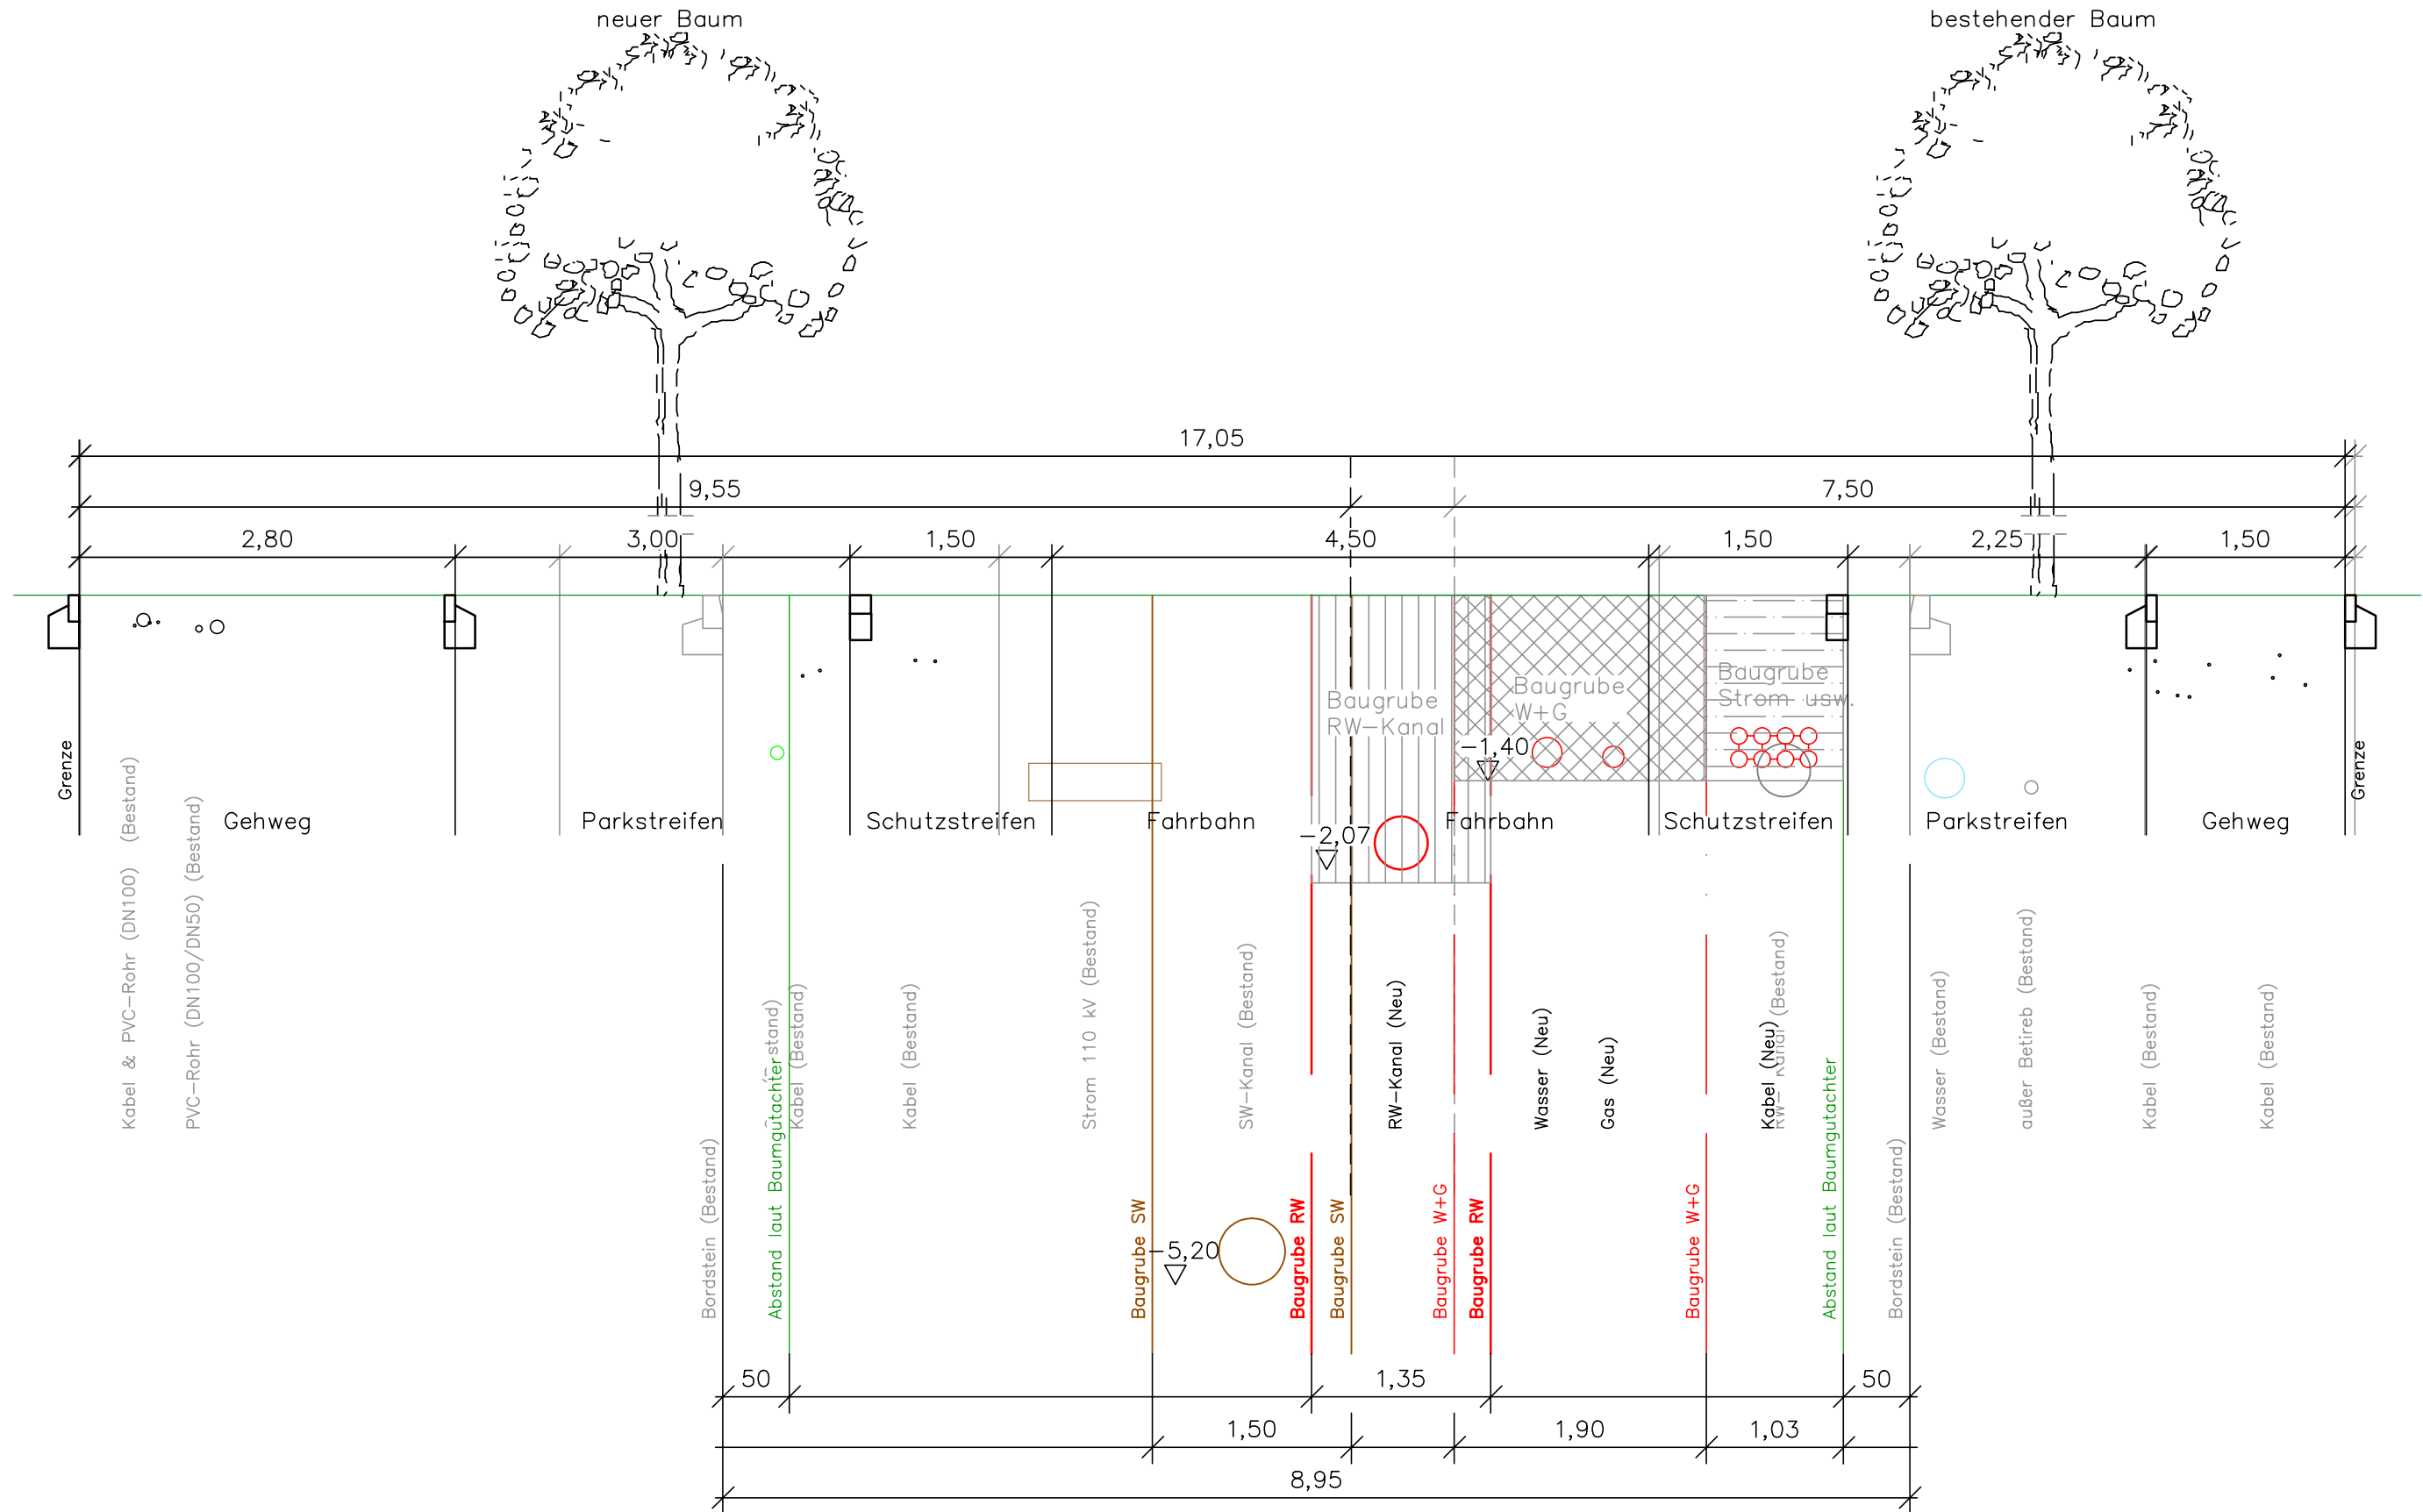 neuer Baum
bestehender Baum
17,05
9,55
7,50
2,80
3,00
1,50
4,50
1,50
2,25
1,50
Baugrube
RW-Kanal
Baugrube
W+G
Baugrube
Strom usw.
-1,40
-2,07
Grenze
Gehweg
Parkstreifen
Schutzstreifen
Fahrbahn
Fahrbahn
Schutzstreifen
Parkstreifen
Gehweg
Grenze
Kabel & PVC-Rohr (DN100) (Bestand)
PVC-Rohr (DN100/DN50) (Bestand)
Kabel (Bestand)
Kabel (Bestand)
Strom 110 kV (Bestand)
SW-Kanal (Bestand)
RW-Kanal (Neu)
Wasser (Neu)
Gas (Neu)
Kabel (Neu)
RW-Kanal (Bestand)
Wasser (Bestand)
außer Betrieb (Bestand)
Kabel (Bestand)
Kabel (Bestand)
Bordstein (Bestand)
Abstand laut Baumgutachter
Baugrube SW
-5,20
Baugrube RW
Baugrube SW
Baugrube W+G
Baugrube RW
Baugrube W+G
Abstand laut Baumgutachter
Bordstein (Bestand)
50
1,35
50
1,50
1,90
1,03
8,95